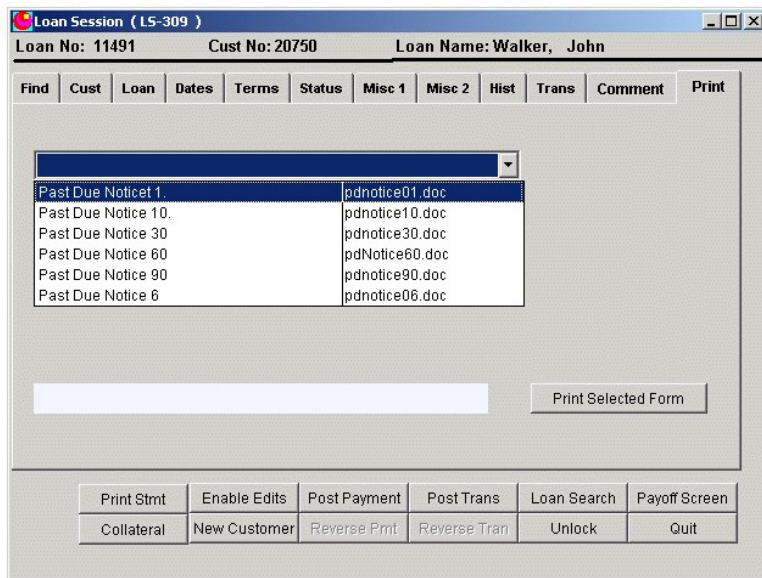 Loan Session ( LS-309 )
Loan No: 11491 Cust No: 20750 Loan Name: Walker, John
Find Cust Loan Dates Terms Status Misc 1 Misc 2 Hist Trans Comment Print
Past Due Noticet 1. pdnotice01.doc
Past Due Notice 10. pdnotice10.doc
Past Due Notice 30 pdnotice30.doc
Past Due Notice 60 pdNotice60.doc
Past Due Notice 90 pdnotice90.doc
Past Due Notice 6 pdnotice06.doc
Print Selected Form
Print Stmt Enable Edits Post Payment Post Trans Loan Search Payoff Screen
Collateral New Customer Reverse Pmt Reverse Tran Unlock Quit